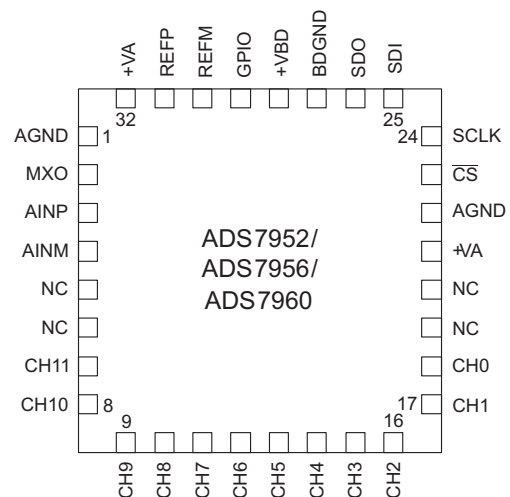 +VA
REFP
REFM
GPIO
+VBD
BDGND
SDO
SDI
32
25
AGND
1
24
SCLK
MXO
CS
AINP
AGND
AINM
+VA
NC
NC
NC
NC
CH11
CH0
CH10
8
17
CH1
ADS7952/
ADS7956/
ADS7960
9
16
CH9
CH8
CH7
CH6
CH5
CH4
CH3
CH2